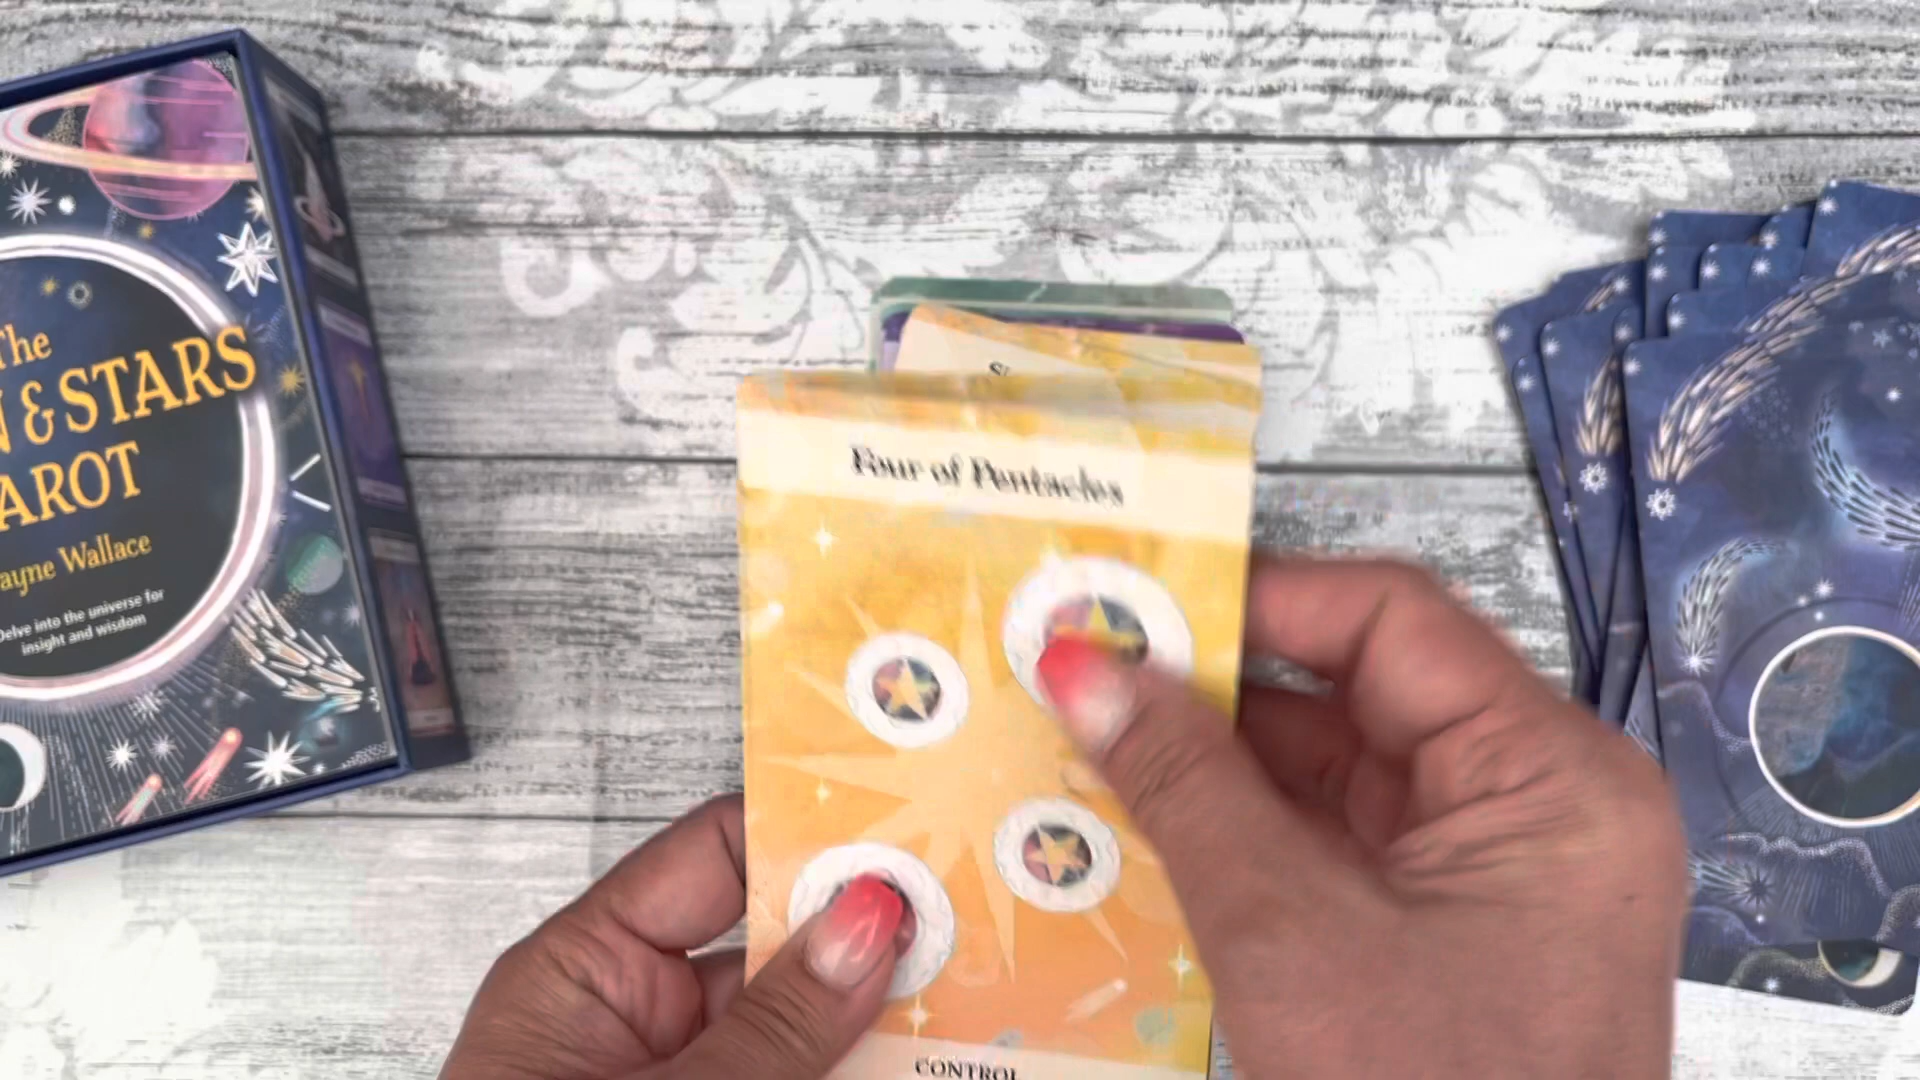 The
& STARS
AROT
ayne Wallace
Delve into the universe for
insight and wisdom
Four of Pentacles
CONTROL